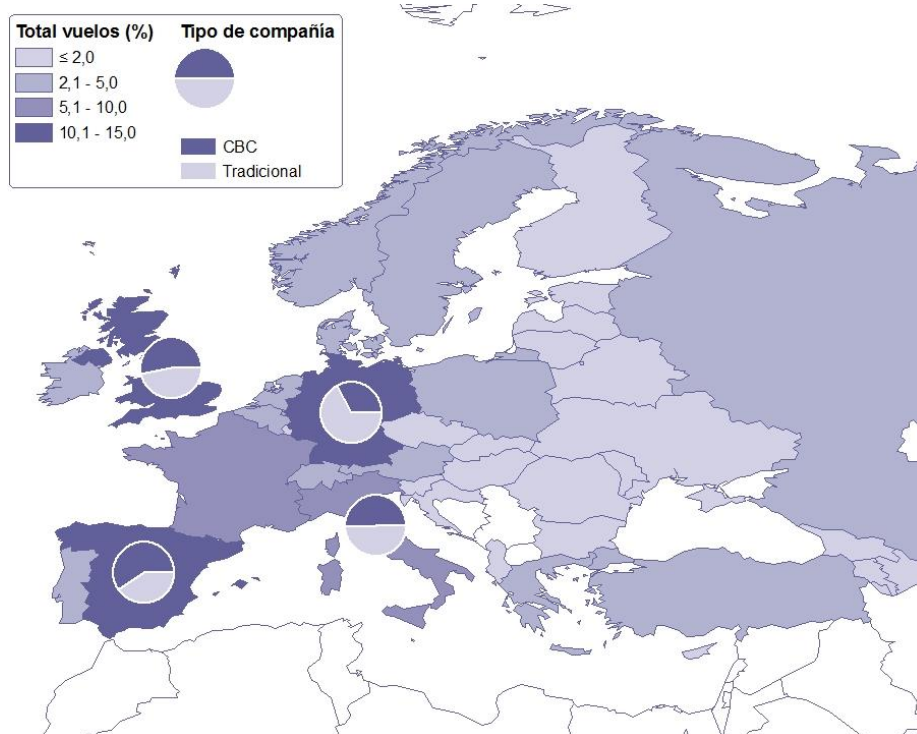 Total vuelos (%)
≤ 2,0
2,1 - 5,0
5,1 - 10,0
10,1 - 15,0
Tipo de compañía
CBC
Tradicional